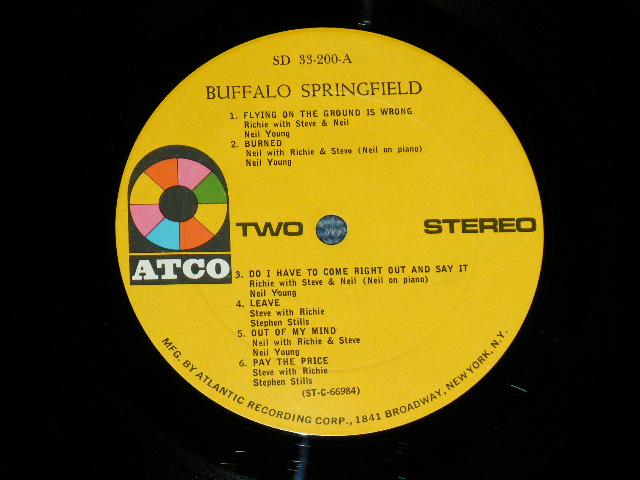 SD 33-200-A
BUFFALO SPRINGFIELD
1. FLYING ON THE GROUND IS WRONG
Richie with Steve & Neil
Neil Young
2. BURNED
Neil with Richie & Steve (Neil on piano)
Neil Young
TWO
STEREO
ATCO
3. DO I HAVE TO COME RIGHT OUT AND SAY IT
Richie with Steve & Neil (Neil on piano)
Neil Young
4. LEAVE
Steve with Richie
Stephen Stills
5. OUT OF MY MIND
Neil with Richie & Steve
Neil Young
6. PAY THE PRICE
Steve with Richie
Stephen Stills
(ST-C-66984)
MFG. BY ATLANTIC RECORDING CORP., 1841 BROADWAY, NEW YORK, N.Y.